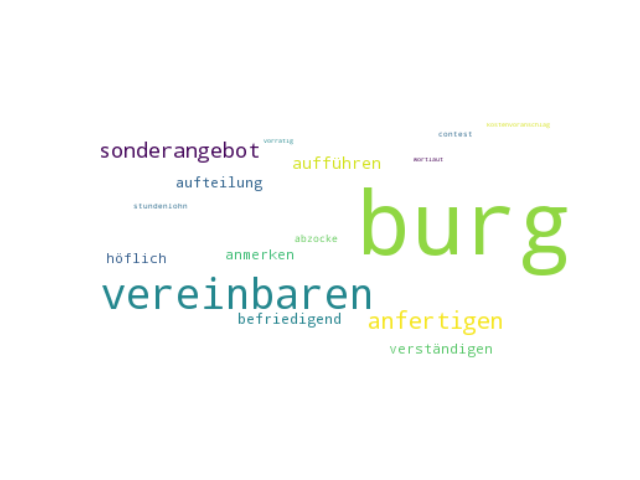 kostenvoranschlag
contest
vorrätig
sonderangebot
wortlaut
aufführen
aufteilung
stundenlohn
burg
abzocke
anmerken
höflich
vereinbaren
befriedigend
anfertigen
verständigen